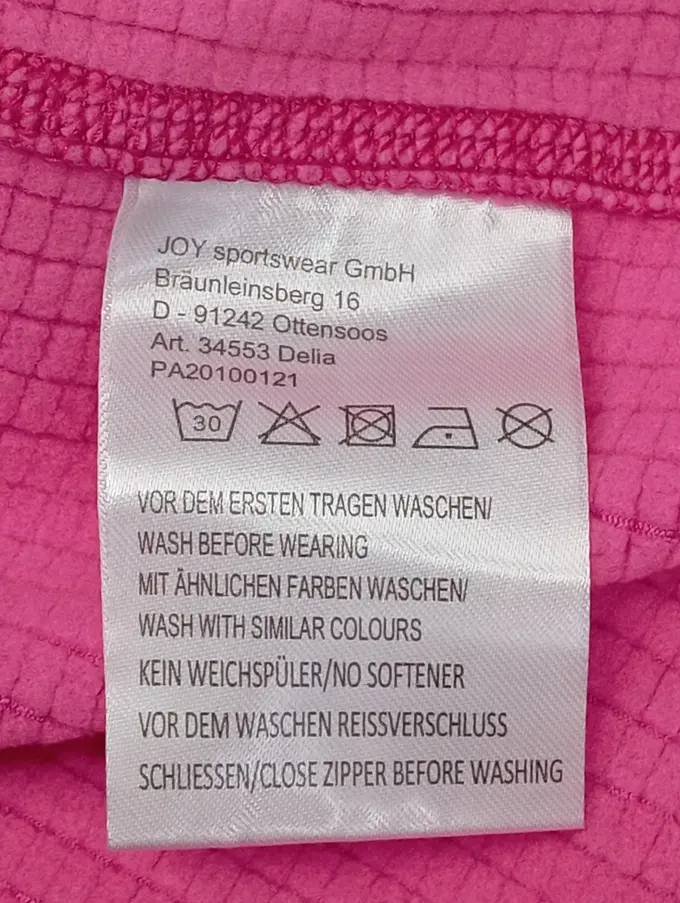 JOY sportswear GmbH
Bräunleinsberg 16
D - 91242 Ottensoos
Art. 34553 Delia
PA20100121
30
VOR DEM ERSTEN TRAGEN WASCHEN/
WASH BEFORE WEARING
MIT ÄHNLICHEN FARBEN WASCHEN/
WASH WITH SIMILAR COLOURS
KEIN WEICHSPÜLER/NO SOFTENER
VOR DEM WASCHEN REISSVERSCHLUSS
SCHLIESSEN/CLOSE ZIPPER BEFORE WASHING